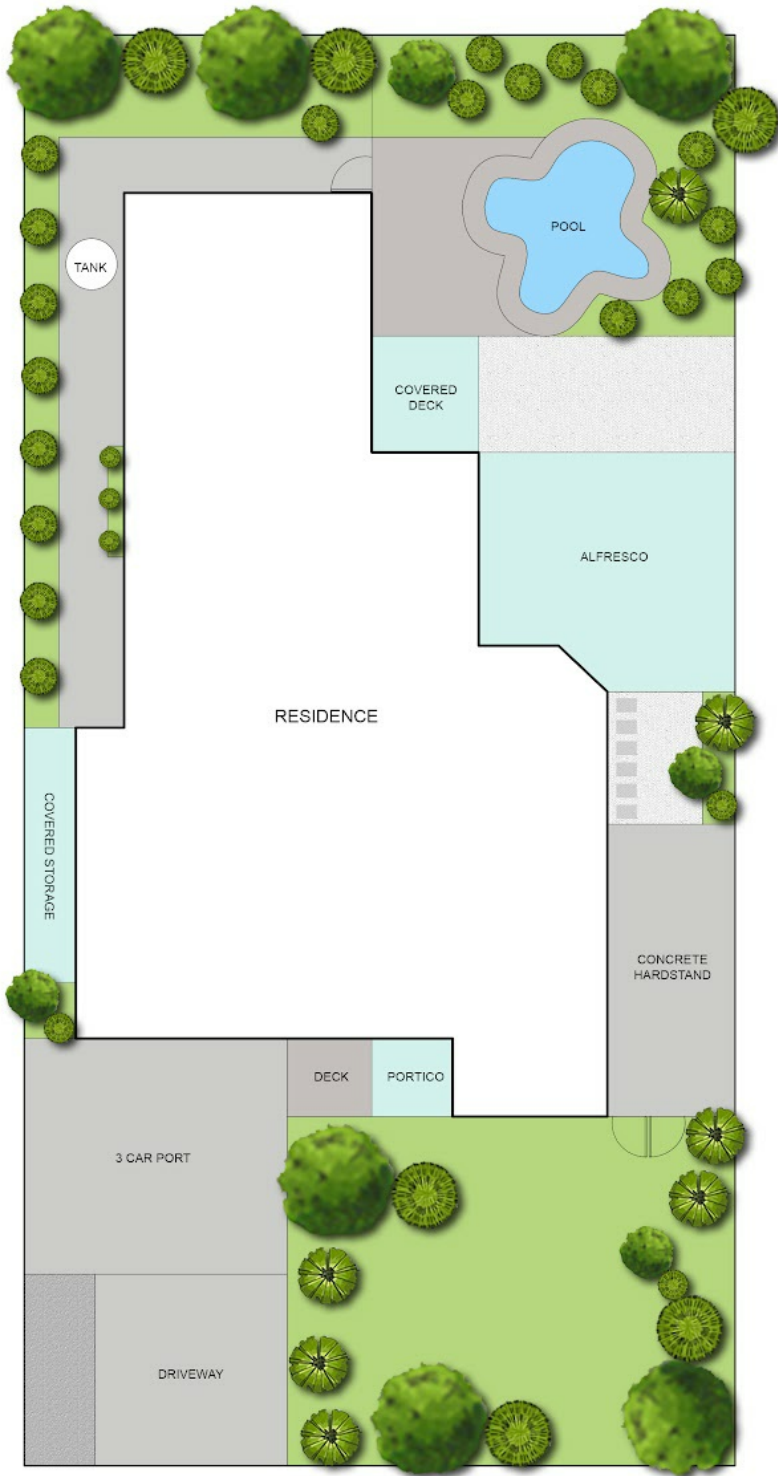 POOL
TANK
COVERED
DECK
ALFRESCO
RESIDENCE
COVERED STORAGE
CONCRETE
HARDSTAND
DECK
PORTICO
3 CAR PORT
DRIVEWAY